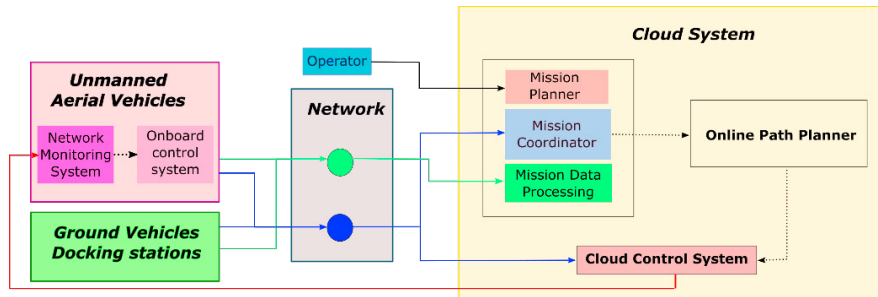 Cloud System
Operator
Unmanned
Aerial Vehicles
Network
Monitoring
System
Onboard
control
system
Ground Vehicles
Docking stations
Network
Mission
Planner
Mission
Coordinator
Mission Data
Processing
Online Path Planner
Cloud Control System